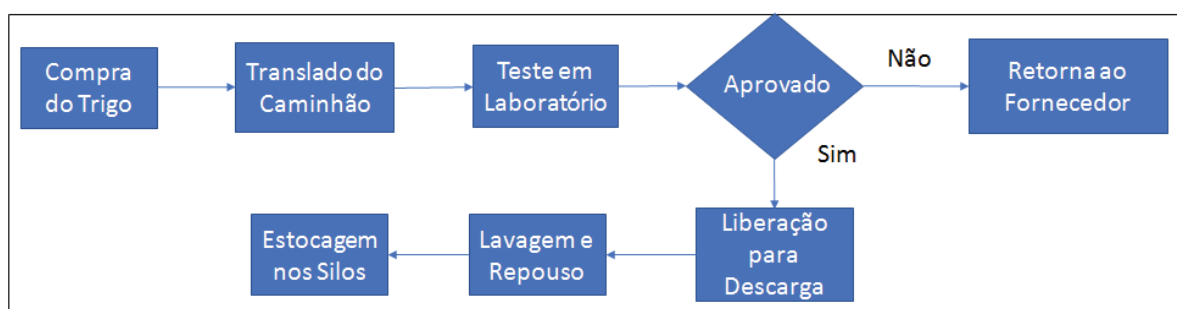 Compra
do Trigo
Translado do
Caminhão
Teste em
Laboratório
Aprovado
Não
Retorna ao
Fornecedor
Sim
Liberação
para
Descarga
Lavagem e
Repouso
Estocagem
nos Silos